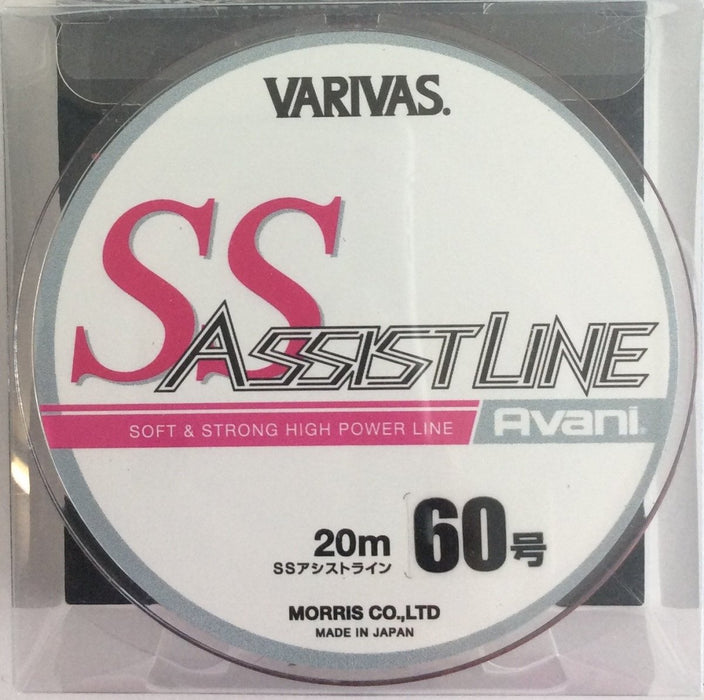 VARIVAS.
SS
ASSIST LINE
SOFT & STRONG HIGH POWER LINE
Avani®
20m 60号
SSアシストライン
MORRIS CO.,LTD
MADE IN JAPAN